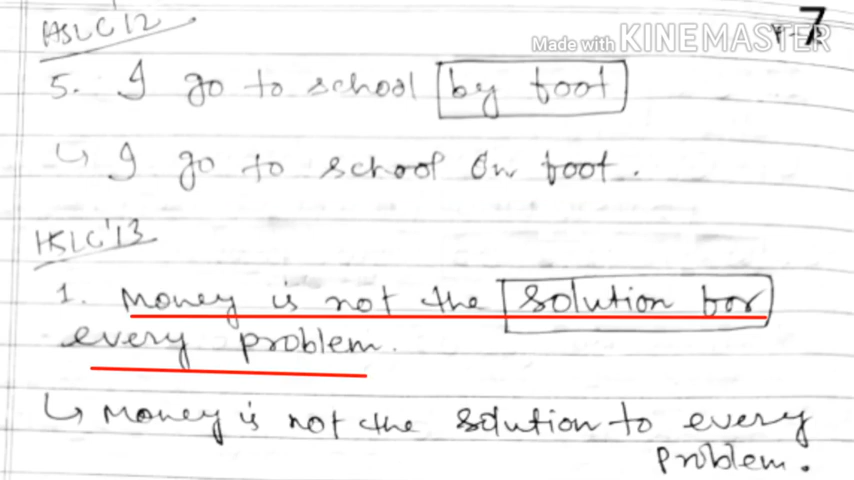 HSLC'12
7
Made with KINEMASTER
5. I go to school by foot
↳ I go to school on foot.
HSLC'13
1. Money is not the solution for
every problem.
↳ Money is not the solution to every
problem.